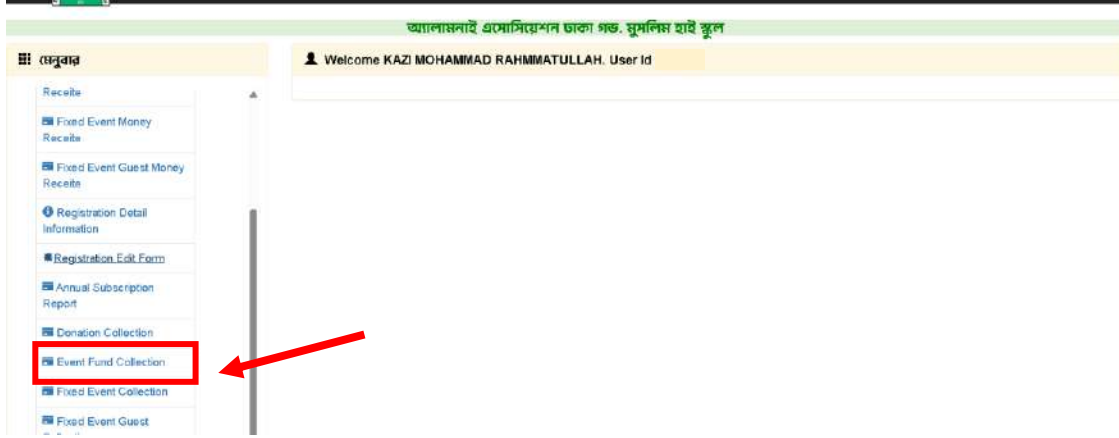 অ্যালামনাই এসোসিয়েশন ঢাকা গভ. মুসলিম হাই স্কুল
মেনুবার
Welcome KAZI MOHAMMAD RAHMMATULLAH. User Id
Receite
Fixed Event Money
Receite
Fixed Event Guest Money
Receite
Registration Detail
Information
Registration Edit Form
Annual Subscription
Report
Donation Collection
Event Fund Collection
Fixed Event Collection
Fixed Event Guest